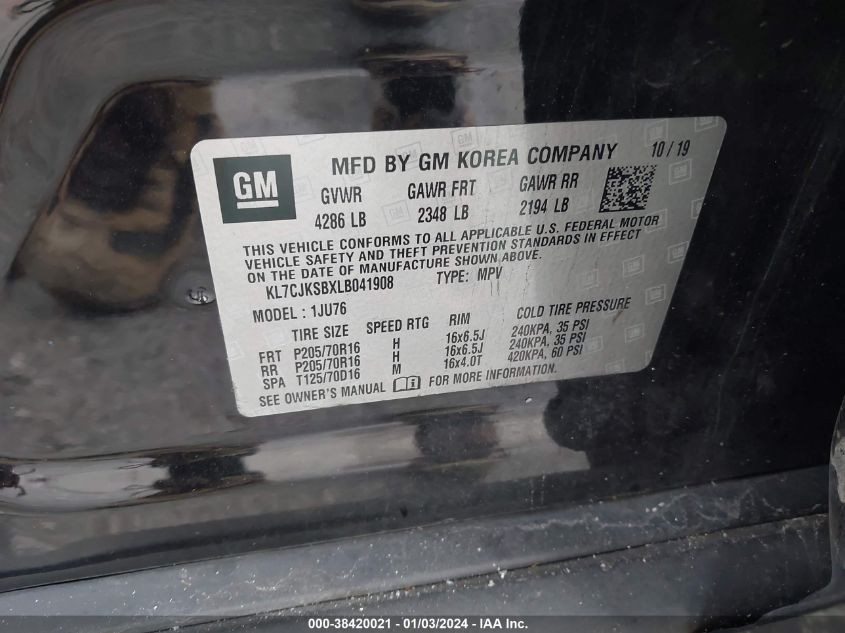 GM MFD BY GM KOREA COMPANY 10 / 19
GVWR GAWR FRT GAWR RR
4286 LB 2348 LB 2194 LB
THIS VEHICLE CONFORMS TO ALL APPLICABLE U.S. FEDERAL MOTOR
VEHICLE SAFETY AND THEFT PREVENTION STANDARDS IN EFFECT
ON THE DATE OF MANUFACTURE SHOWN ABOVE.
KL7CJKSBXLB041908 TYPE: MPV
MODEL : 1JU76
TIRE SIZE SPEED RTG RIM COLD TIRE PRESSURE
FRT P205/70R16 H 16x6.5J 240KPA, 35 PSI
RR P205/70R16 H 16x6.5J 240KPA, 35 PSI
SPA T125/70D16 M 16x4.0T 420KPA, 60 PSI
SEE OWNER'S MANUAL FOR MORE INFORMATION.
000-38420021 - 01/03/2024 - IAA Inc.